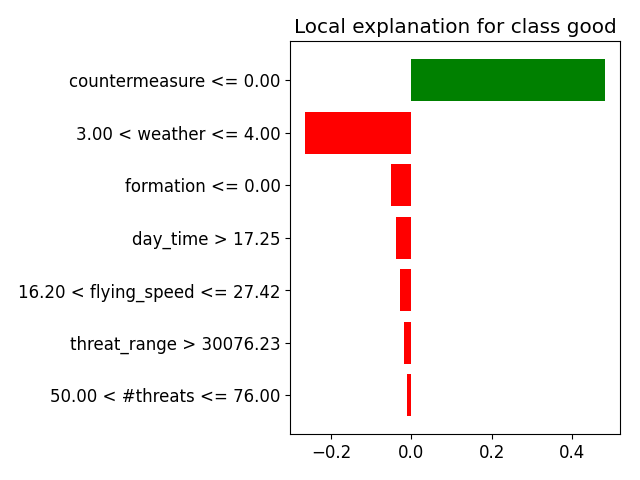 Local explanation for class good
countermeasure <= 0.00
3.00 < weather <= 4.00
formation <= 0.00
day_time > 17.25
16.20 < flying_speed <= 27.42
threat_range > 30076.23
50.00 < #threats <= 76.00
−0.2 0.0 0.2 0.4